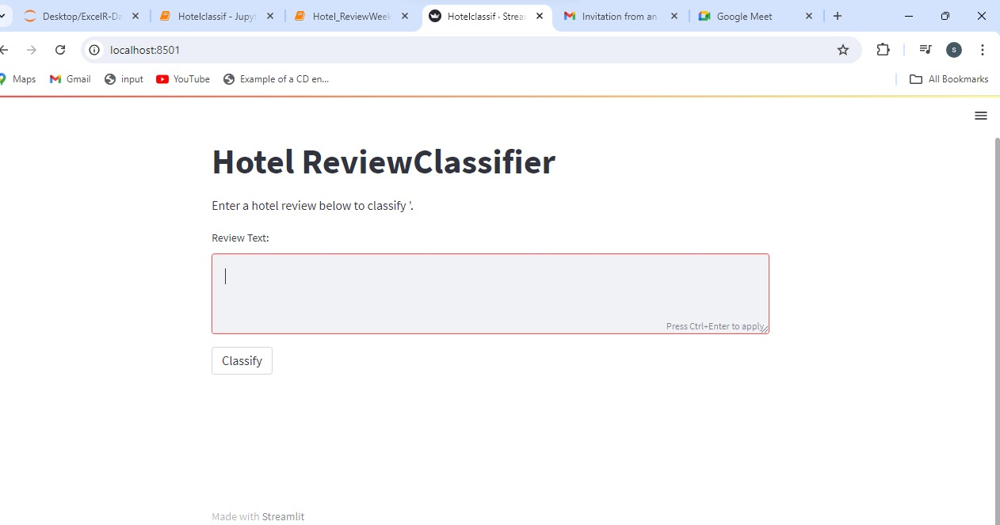 Desktop/ExcelR-Da
Hotelclassif - Jupyt
Hotel_ReviewWeek
Hotelclassif · Strea
Invitation from an
Google Meet
localhost:8501
S
Maps
Gmail
input
YouTube
Example of a CD en...
All Bookmarks
Hotel ReviewClassifier
Enter a hotel review below to classify '.
Review Text:
Press Ctrl+Enter to apply
Classify
Made with Streamlit